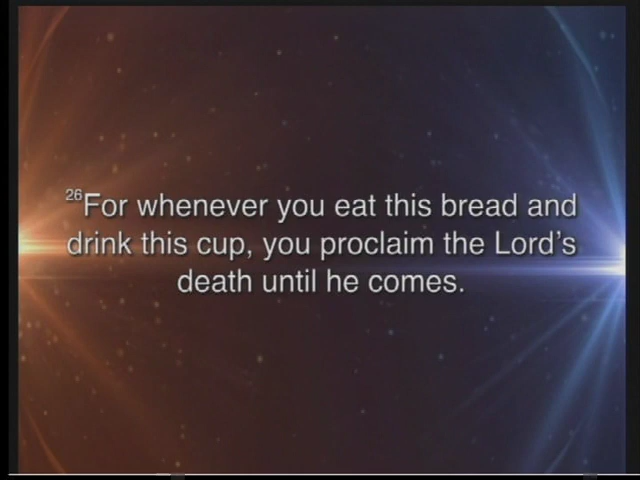 26For whenever you eat this bread and
drink this cup, you proclaim the Lord's
death until he comes.